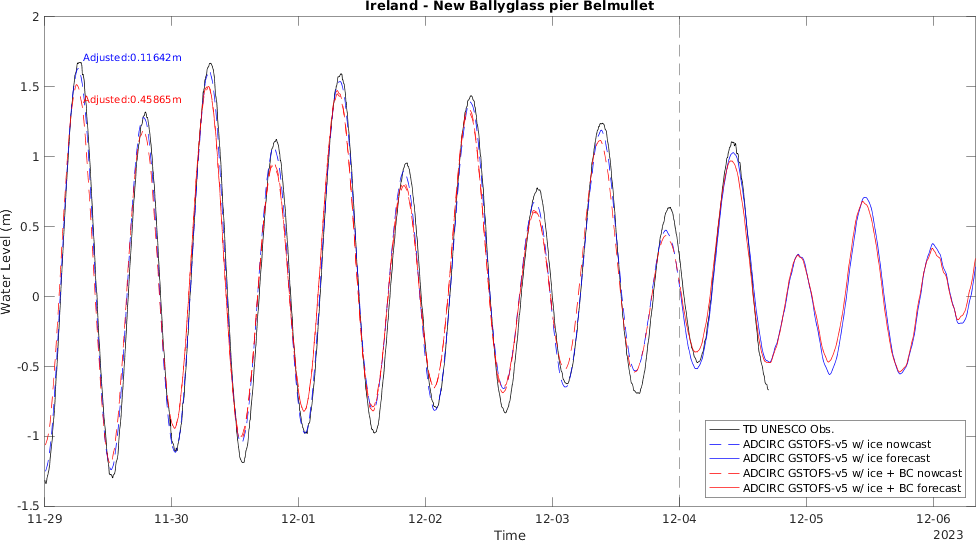 Ireland - New Ballyglass pier Belmullet
Water Level (m)
2
1.5
1
0.5
0
-0.5
-1
-1.5
Adjusted:0.11642m
Adjusted:0.45865m
TD UNESCO Obs.
ADCIRC GSTOFS-v5 w/ ice nowcast
ADCIRC GSTOFS-v5 w/ ice forecast
ADCIRC GSTOFS-v5 w/ ice + BC nowcast
ADCIRC GSTOFS-v5 w/ ice + BC forecast
11-29 11-30 12-01 12-02 12-03 12-04 12-05 12-06
Time
2023